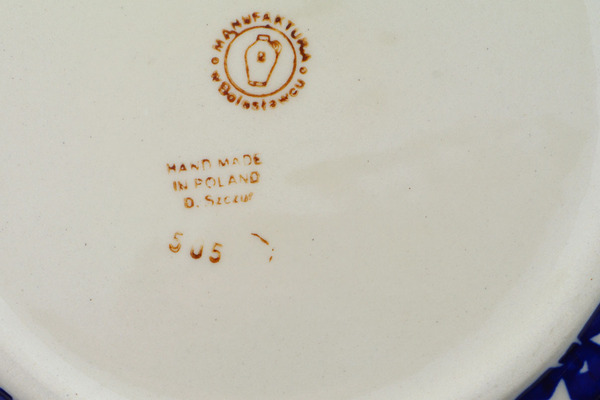 MANUFAKTURA
w Bolesławcu
HAND MADE
IN POLAND
D.
505